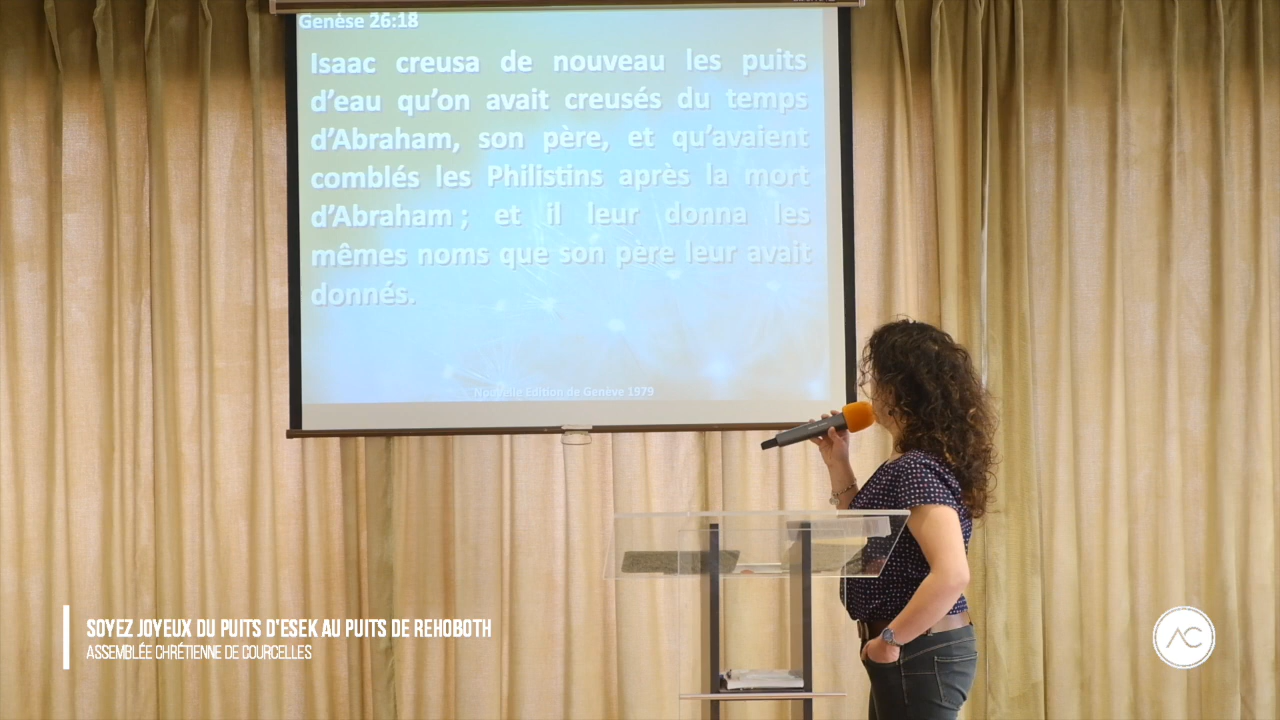 Genèse 26:18
Isaac creusa de nouveau les puits
d'eau qu'on avait creusés du temps
d'Abraham, son père, et qu'avaient
comblés les Philistins après la mort
d'Abraham ; et il leur donna les
mêmes noms que son père leur avait
donnés.
Nouvelle Edition de Genève 1979
SOYEZ JOYEUX DU PUITS D'ESEK AU PUITS DE REHOBOTH
ASSEMBLÉE CHRÉTIENNE DE COURCELLES
AC